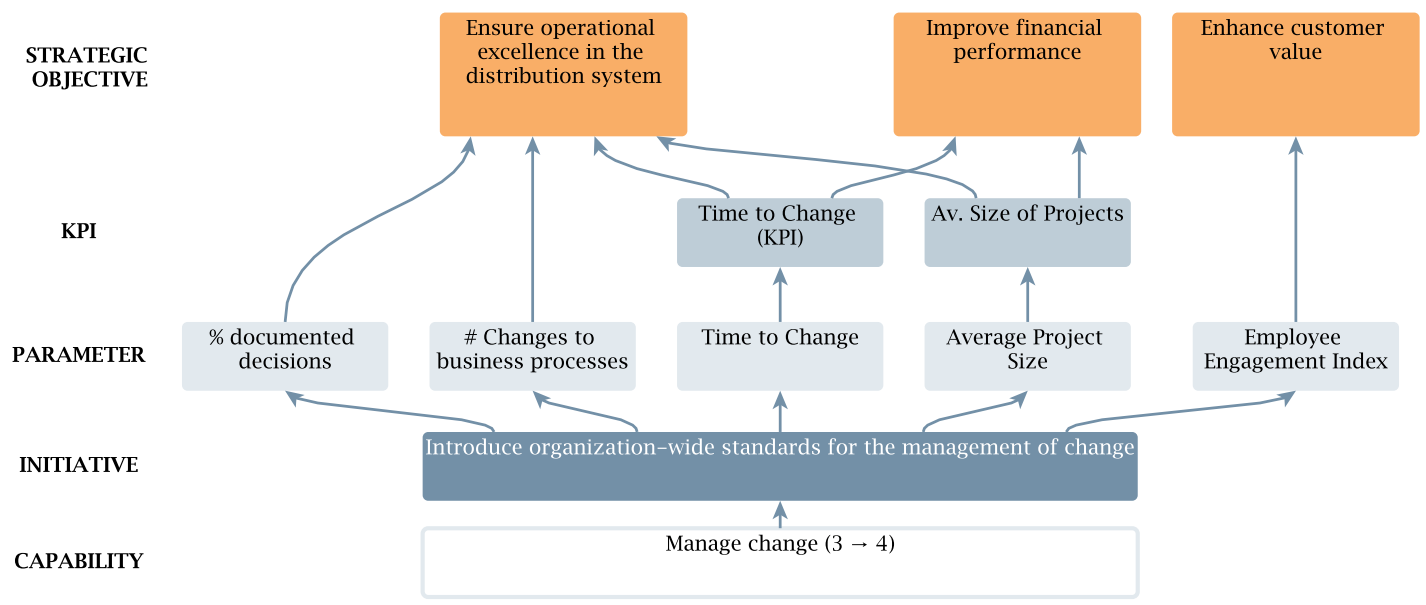 STRATEGIC
OBJECTIVE
Ensure operational
excellence in the
distribution system
Improve financial
performance
Enhance customer
value
KPI
Time to Change
(KPI)
Av. Size of Projects
PARAMETER
% documented
decisions
# Changes to
business processes
Time to Change
Average Project
Size
Employee
Engagement Index
INITIATIVE
Introduce organization–wide standards for the management of change
CAPABILITY
Manage change (3 → 4)